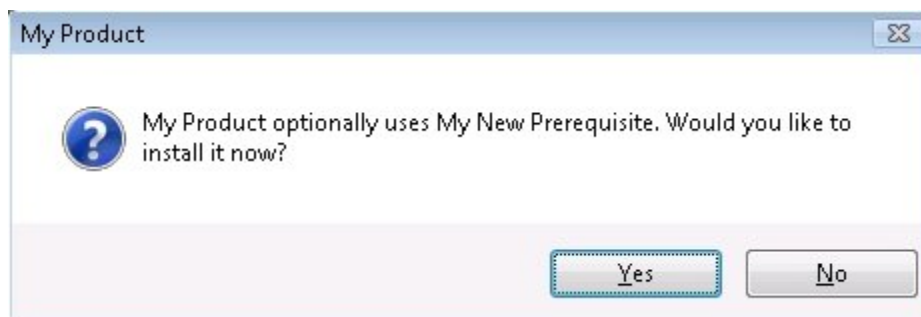 My Product
My Product optionally uses My New Prerequisite. Would you like to
install it now?
Yes
No